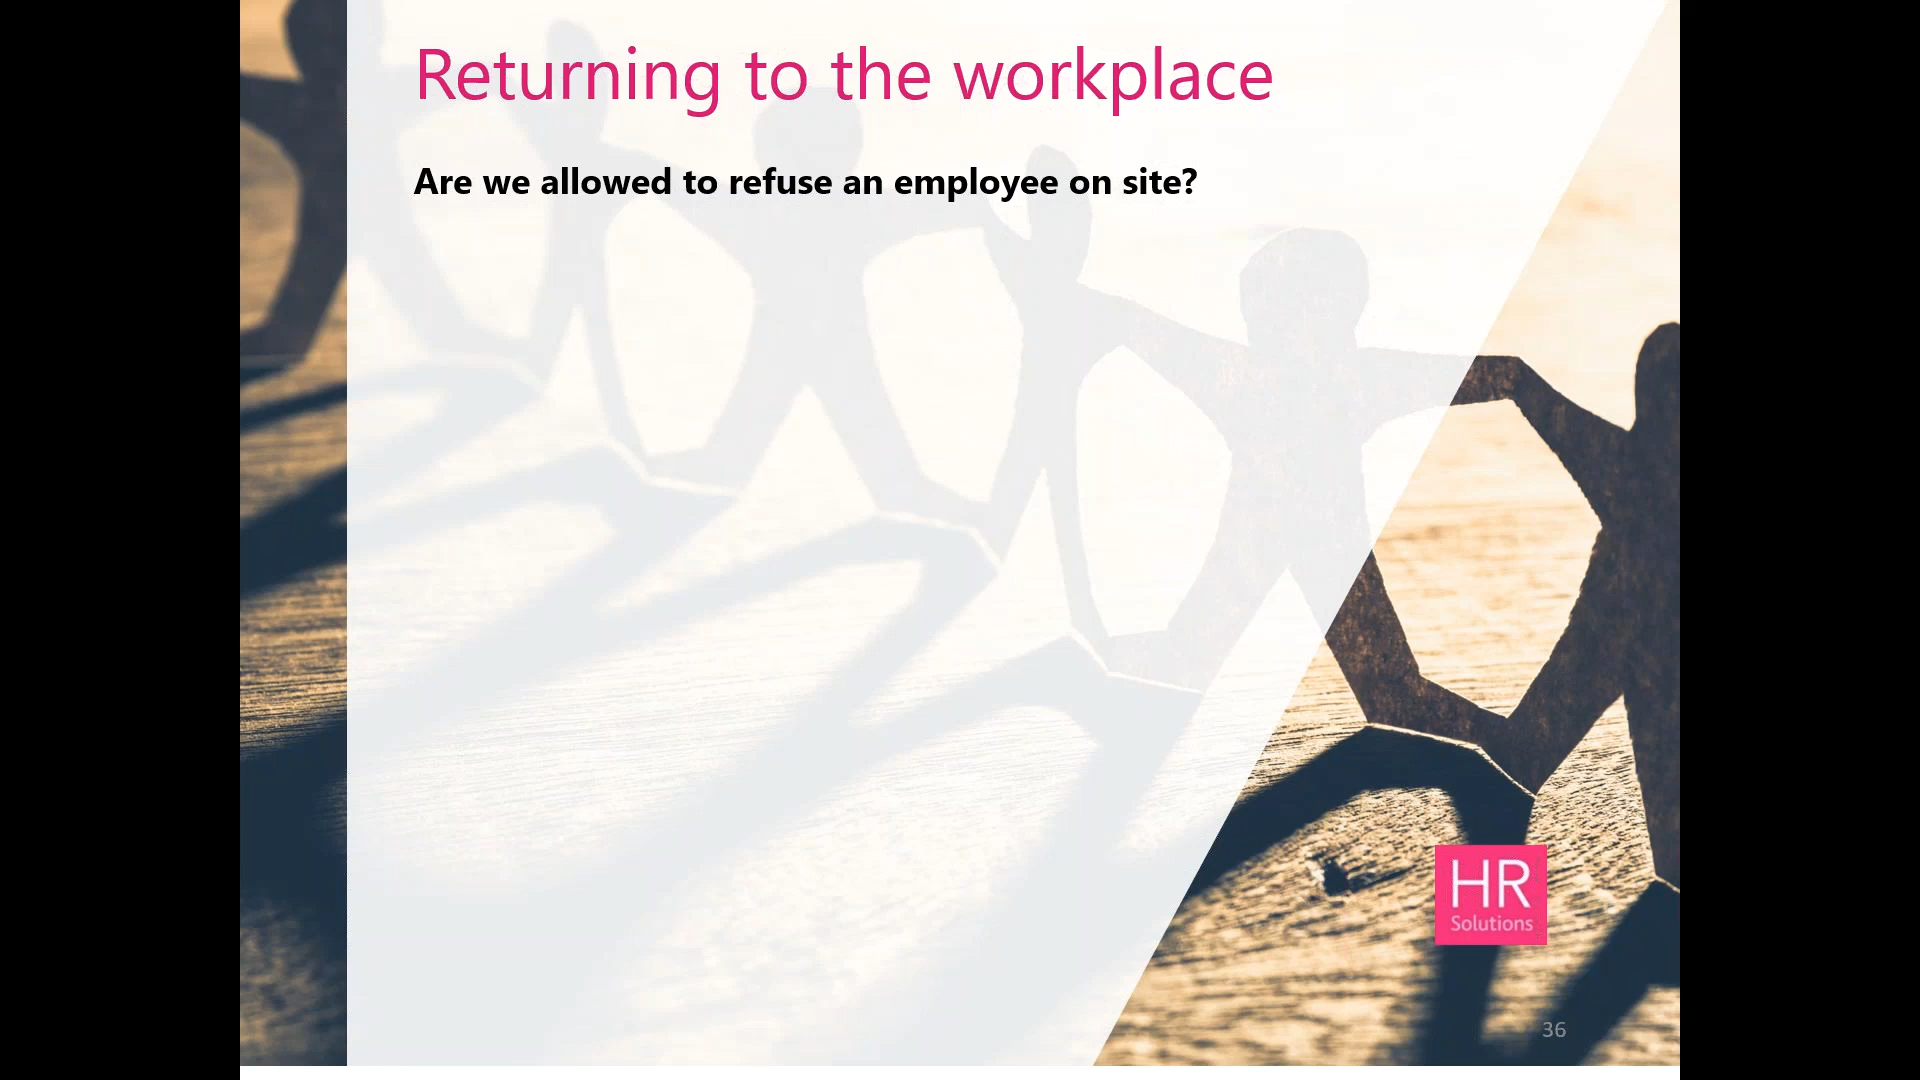 Returning to the workplace
Are we allowed to refuse an employee on site?
HR
Solutions
36